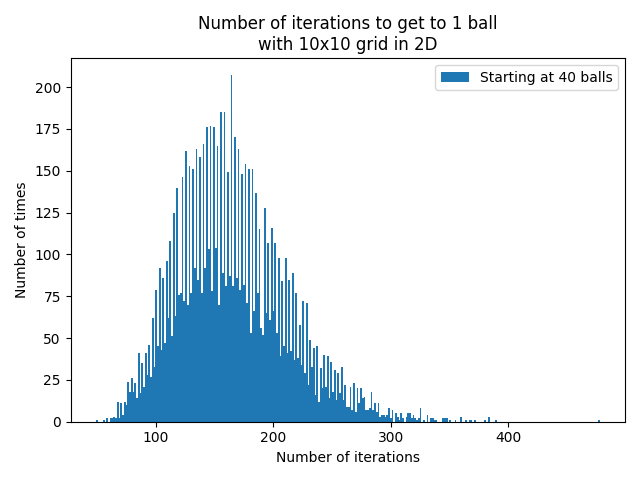 Number of iterations to get to 1 ball
with 10x10 grid in 2D
Starting at 40 balls
Number of times
200
175
150
125
100
75
50
25
0
100
200
300
400
Number of iterations